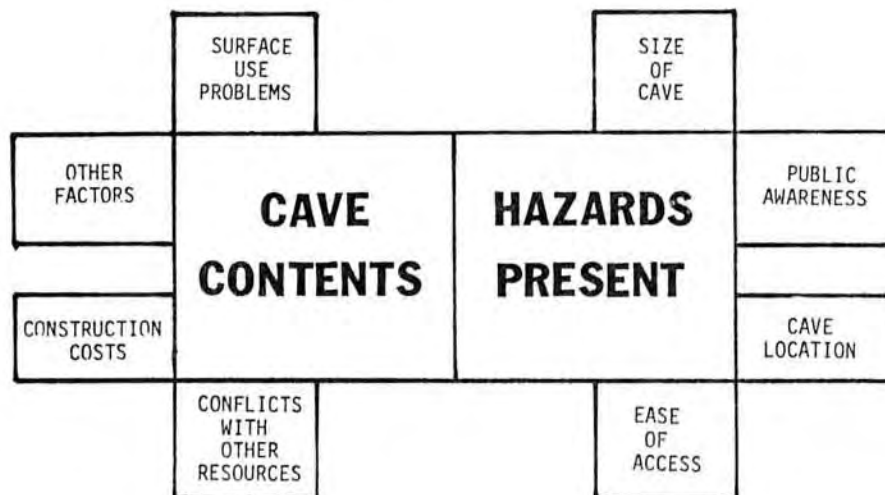 SURFACE
USE
PROBLEMS
SIZE
OF
CAVE
OTHER
FACTORS
CAVE
CONTENTS
HAZARDS
PRESENT
PUBLIC
AWARENESS
CONSTRUCTION
COSTS
CAVE
LOCATION
CONFLICTS
WITH
OTHER
RESOURCES
EASE
OF
ACCESS